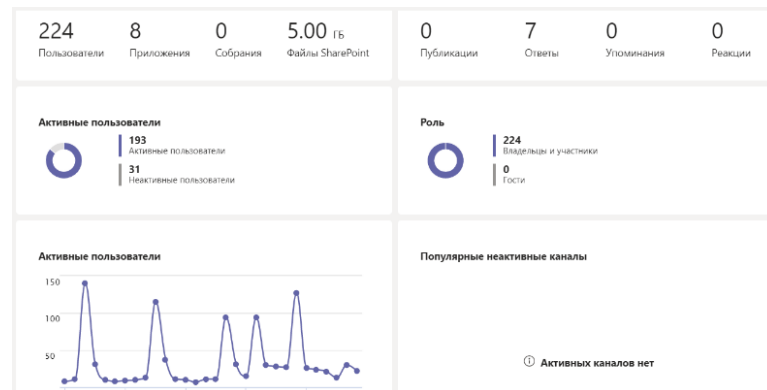 224 8 0 5.00 ГБ
Пользователи Приложения Собрания Файлы SharePoint
0 7 0 0
Публикации Ответы Упоминания Реакции
Активные пользователи
193
Активные пользователи
31
Неактивные пользователи
Роль
224
Владельцы и участники
0
Гости
Активные пользователи
150
100
50
Популярные неактивные каналы
Активных каналов нет